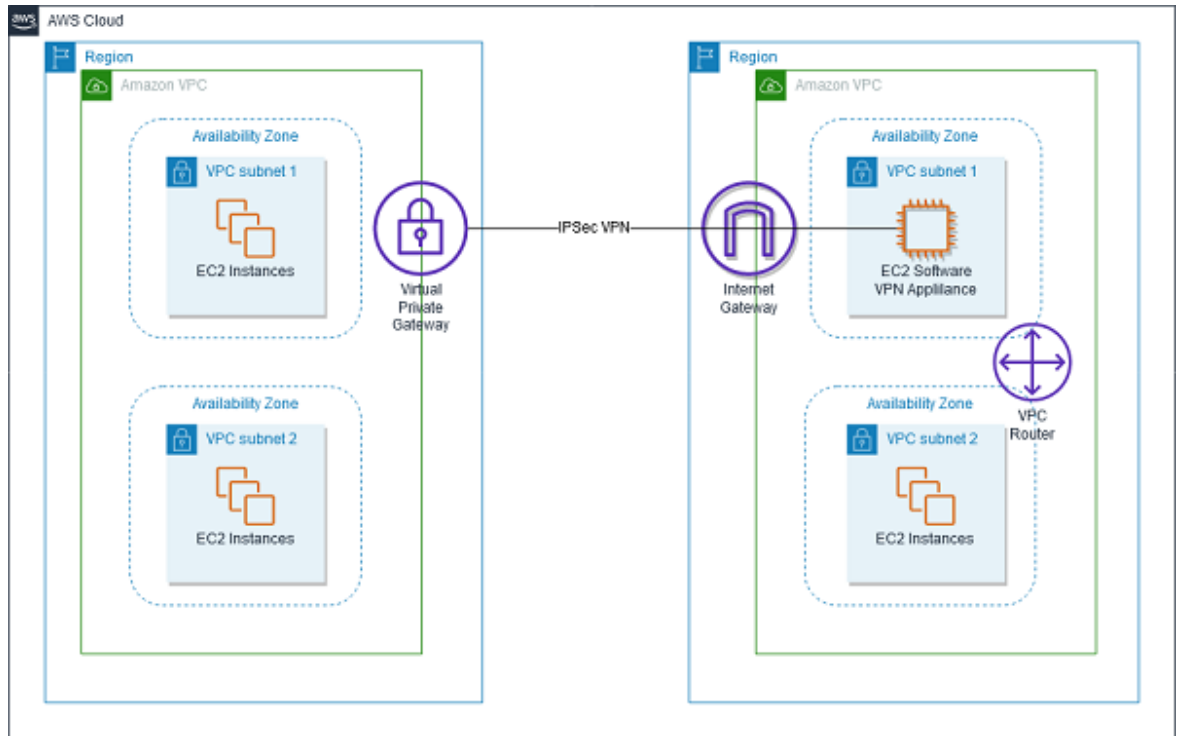 aws
AWS Cloud
Region
Amazon VPC
Availability Zone
VPC subnet 1
EC2 Instances
Virtual
Private
Gateway
Availability Zone
VPC subnet 2
EC2 Instances
IPSec VPN
Region
Amazon VPC
Availability Zone
VPC subnet 1
EC2 Software
VPN Applilance
Internet
Gateway
VPC
Router
Availability Zone
VPC subnet 2
EC2 Instances